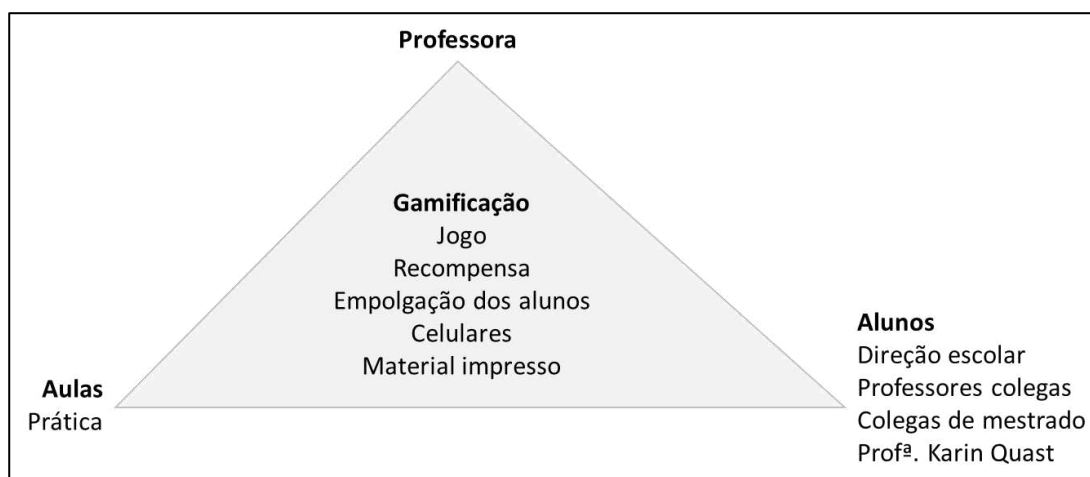 Professora
Gamificação
Jogo
Recompensa
Empolgação dos alunos
Celulares
Material impresso
Aulas
Prática
Alunos
Direção escolar
Professores colegas
Colegas de mestrado
Profª. Karin Quast